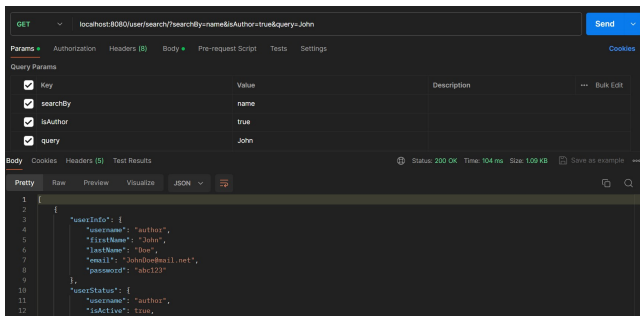 GET localhost:8080/user/search/?searchBy=name&isAuthor=true&query=John Send
Params Authorization Headers (8) Body Pre-request Script Tests Settings Cookies
Query Params
Key Value Description ••• Bulk Edit
searchBy name
isAuthor true
query John
Body Cookies Headers (5) Test Results Status: 200 OK Time: 104 ms Size: 1.09 KB Save as example •••
Pretty Raw Preview Visualize JSON
1 [
2 {
3 "userInfo": {
4 "username": "author",
5 "firstName": "John",
6 "lastName": "Doe",
7 "email": "JohnDoe@mail.net",
8 "password": "abc123"
9 },
10 "userStatus": {
11 "username": "author",
12 "isActive": true,